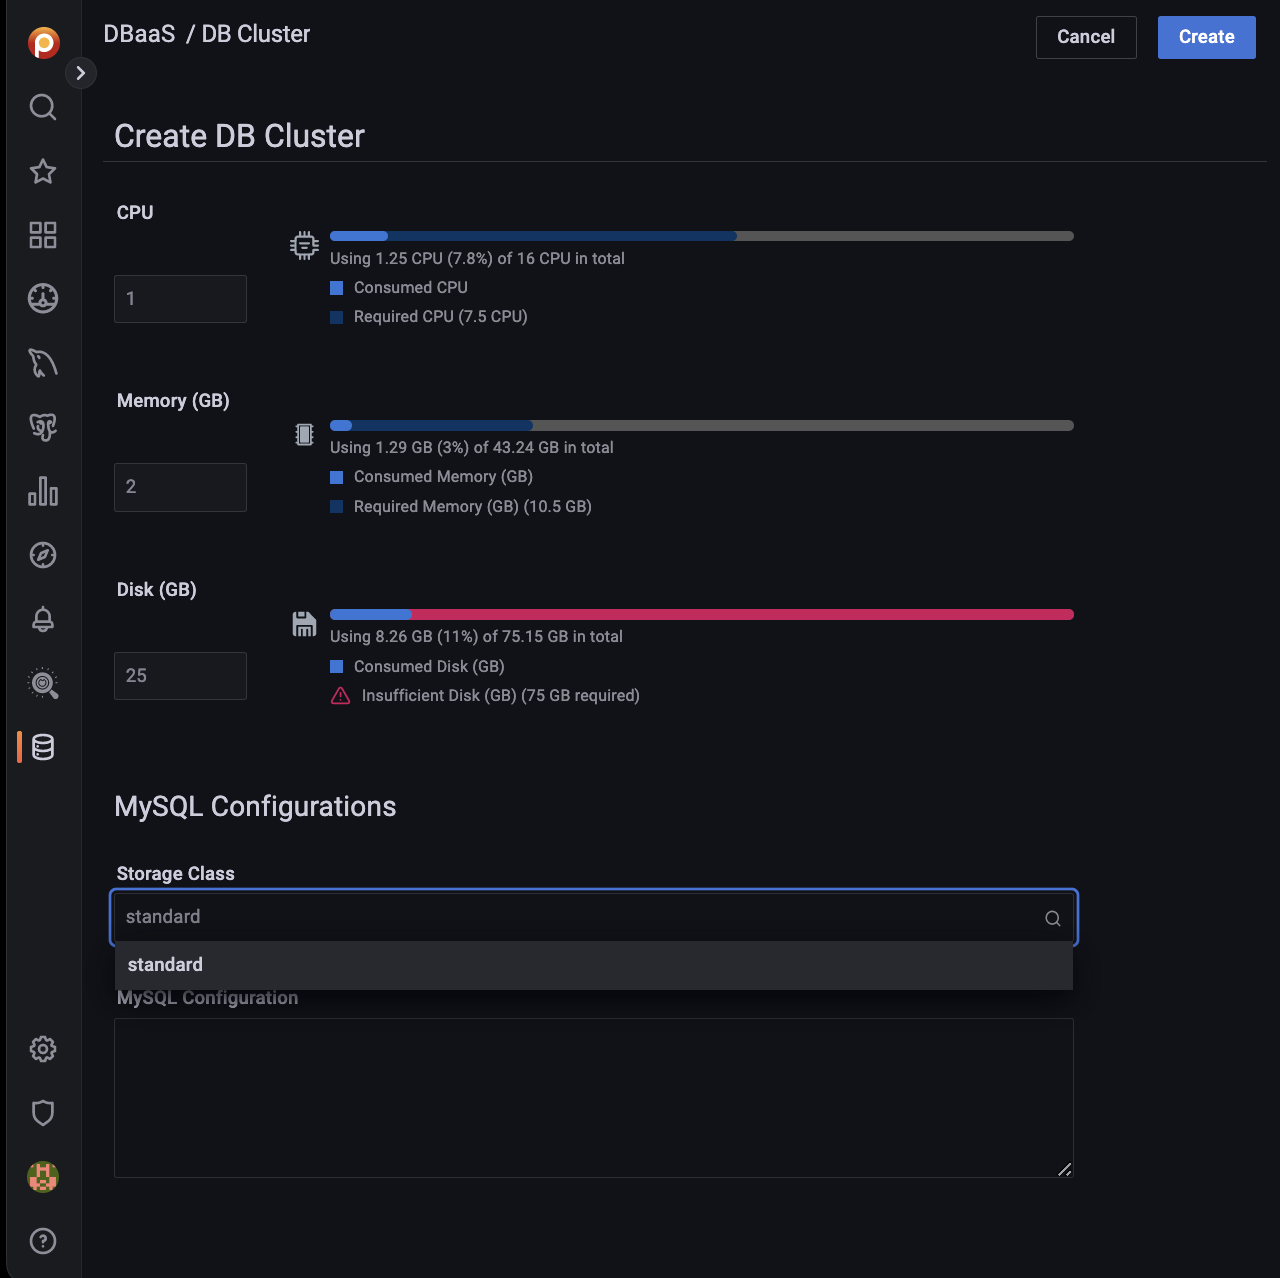 DBaaS / DB Cluster
Cancel
Create
Create DB Cluster
CPU
1
Using 1.25 CPU (7.8%) of 16 CPU in total
Consumed CPU
Required CPU (7.5 CPU)
Memory (GB)
2
Using 1.29 GB (3%) of 43.24 GB in total
Consumed Memory (GB)
Required Memory (GB) (10.5 GB)
Disk (GB)
25
Using 8.26 GB (11%) of 75.15 GB in total
Consumed Disk (GB)
Insufficient Disk (GB) (75 GB required)
MySQL Configurations
Storage Class
standard
standard
MySQL Configuration